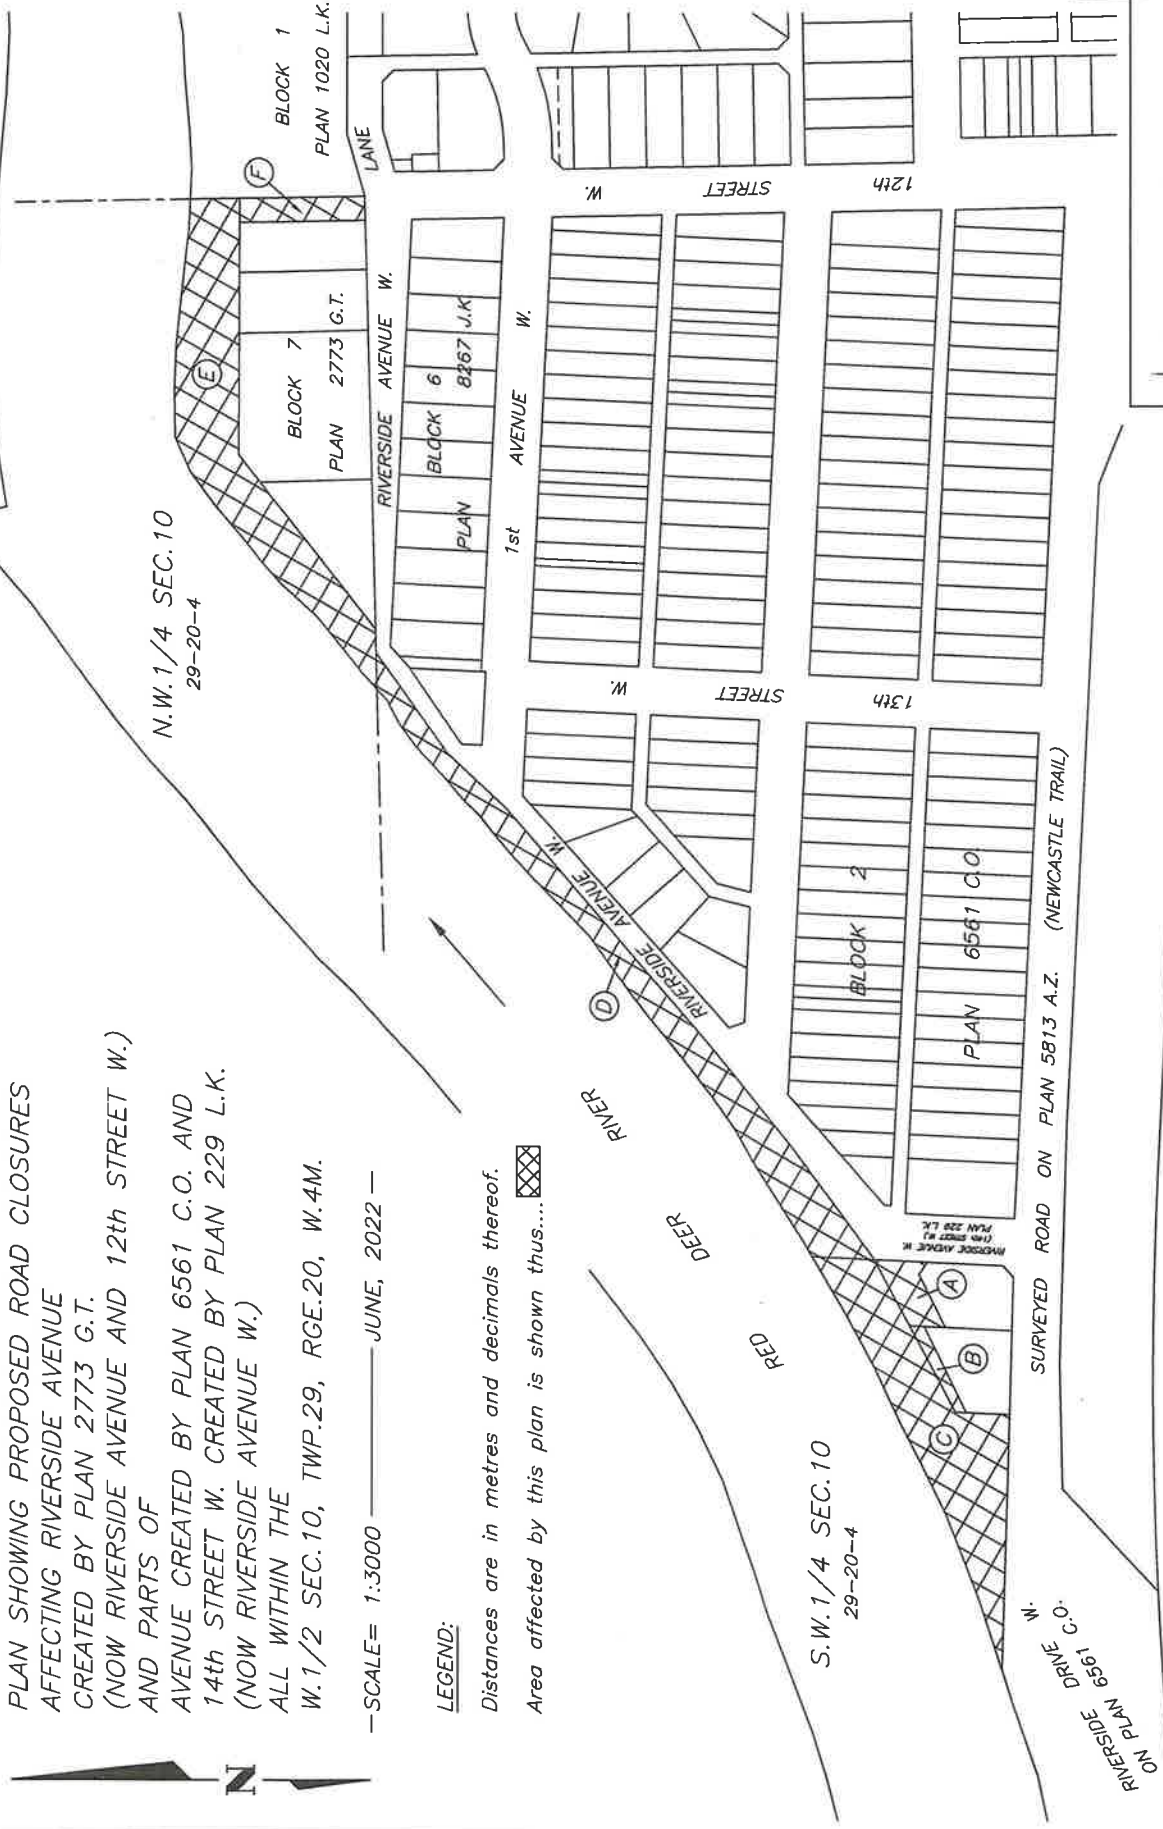 PLAN SHOWING PROPOSED ROAD CLOSURES
AFFECTING RIVERSIDE AVENUE
CREATED BY PLAN 2773 G.T.
(NOW RIVERSIDE AVENUE AND 12th STREET W.)
AND PARTS OF
AVENUE CREATED BY PLAN 6561 C.O. AND
14th STREET W. CREATED BY PLAN 229 L.K.
(NOW RIVERSIDE AVENUE W.)
ALL WITHIN THE
W.1/2 SEC.10, TWP.29, RGE.20, W.4M.
—SCALE= 1:3000 ——— JUNE, 2022 —
LEGEND:
Distances are in metres and decimals thereof.
Area affected by this plan is shown thus....
N
N.W.1/4 SEC.10
29-20-4
BLOCK 1
PLAN 1020 L.K.
F
LANE
E
BLOCK 7
PLAN 2773 G.T.
RIVERSIDE AVENUE W.
BLOCK 6
PLAN 8267 J.K.
1st AVENUE W.
12th STREET W.
13th STREET W.
RIVERSIDE AVENUE W.
D
RED DEER RIVER
BLOCK 2
PLAN 6561 C.O.
RIVERSIDE AVENUE W.
(14th STREET W.)
PLAN 229 L.K.
A
B
C
S.W.1/4 SEC.10
29-20-4
SURVEYED ROAD ON PLAN 5813 A.Z. (NEWCASTLE TRAIL)
RIVERSIDE DRIVE W.
ON PLAN 6561 C.O.